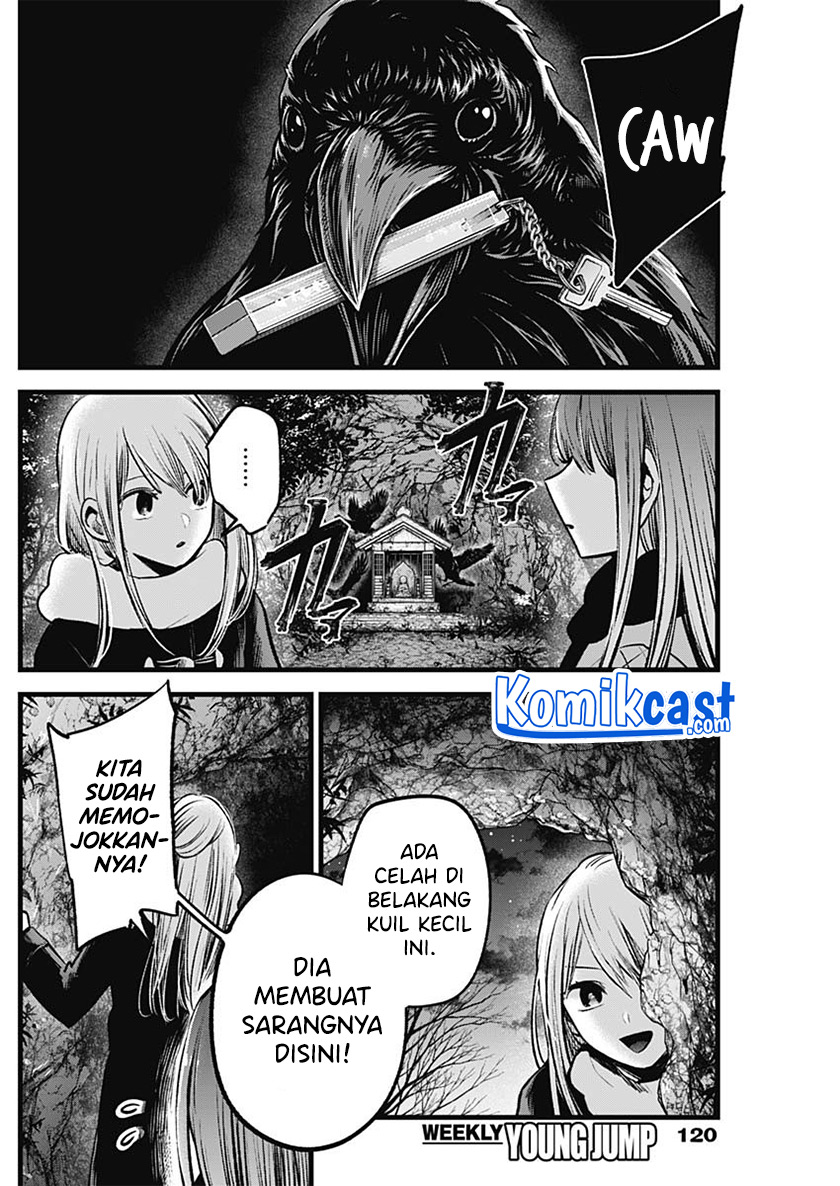 CAW
カァ
カァ
......
Komikcast
.com
ADA
CELAH DI
BELAKANG
KUIL KECIL
INI.
DIA
MEMBUAT
SARANGNYA
DISINI!
KITA
SUDAH
MEMO-
JOKKAN-
NYA!
WEEKLY YOUNG JUMP 120